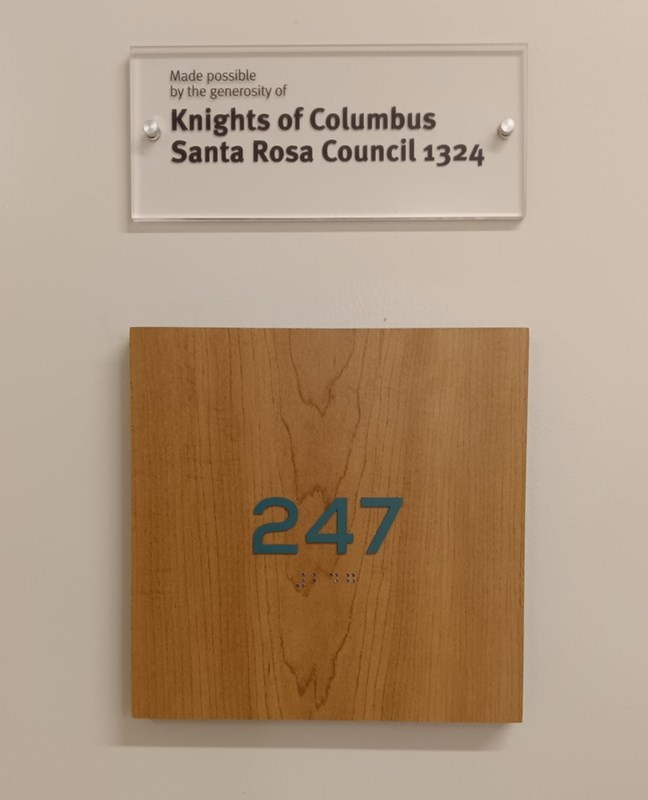 Made possible
by the generosity of
Knights of Columbus
Santa Rosa Council 1324
247